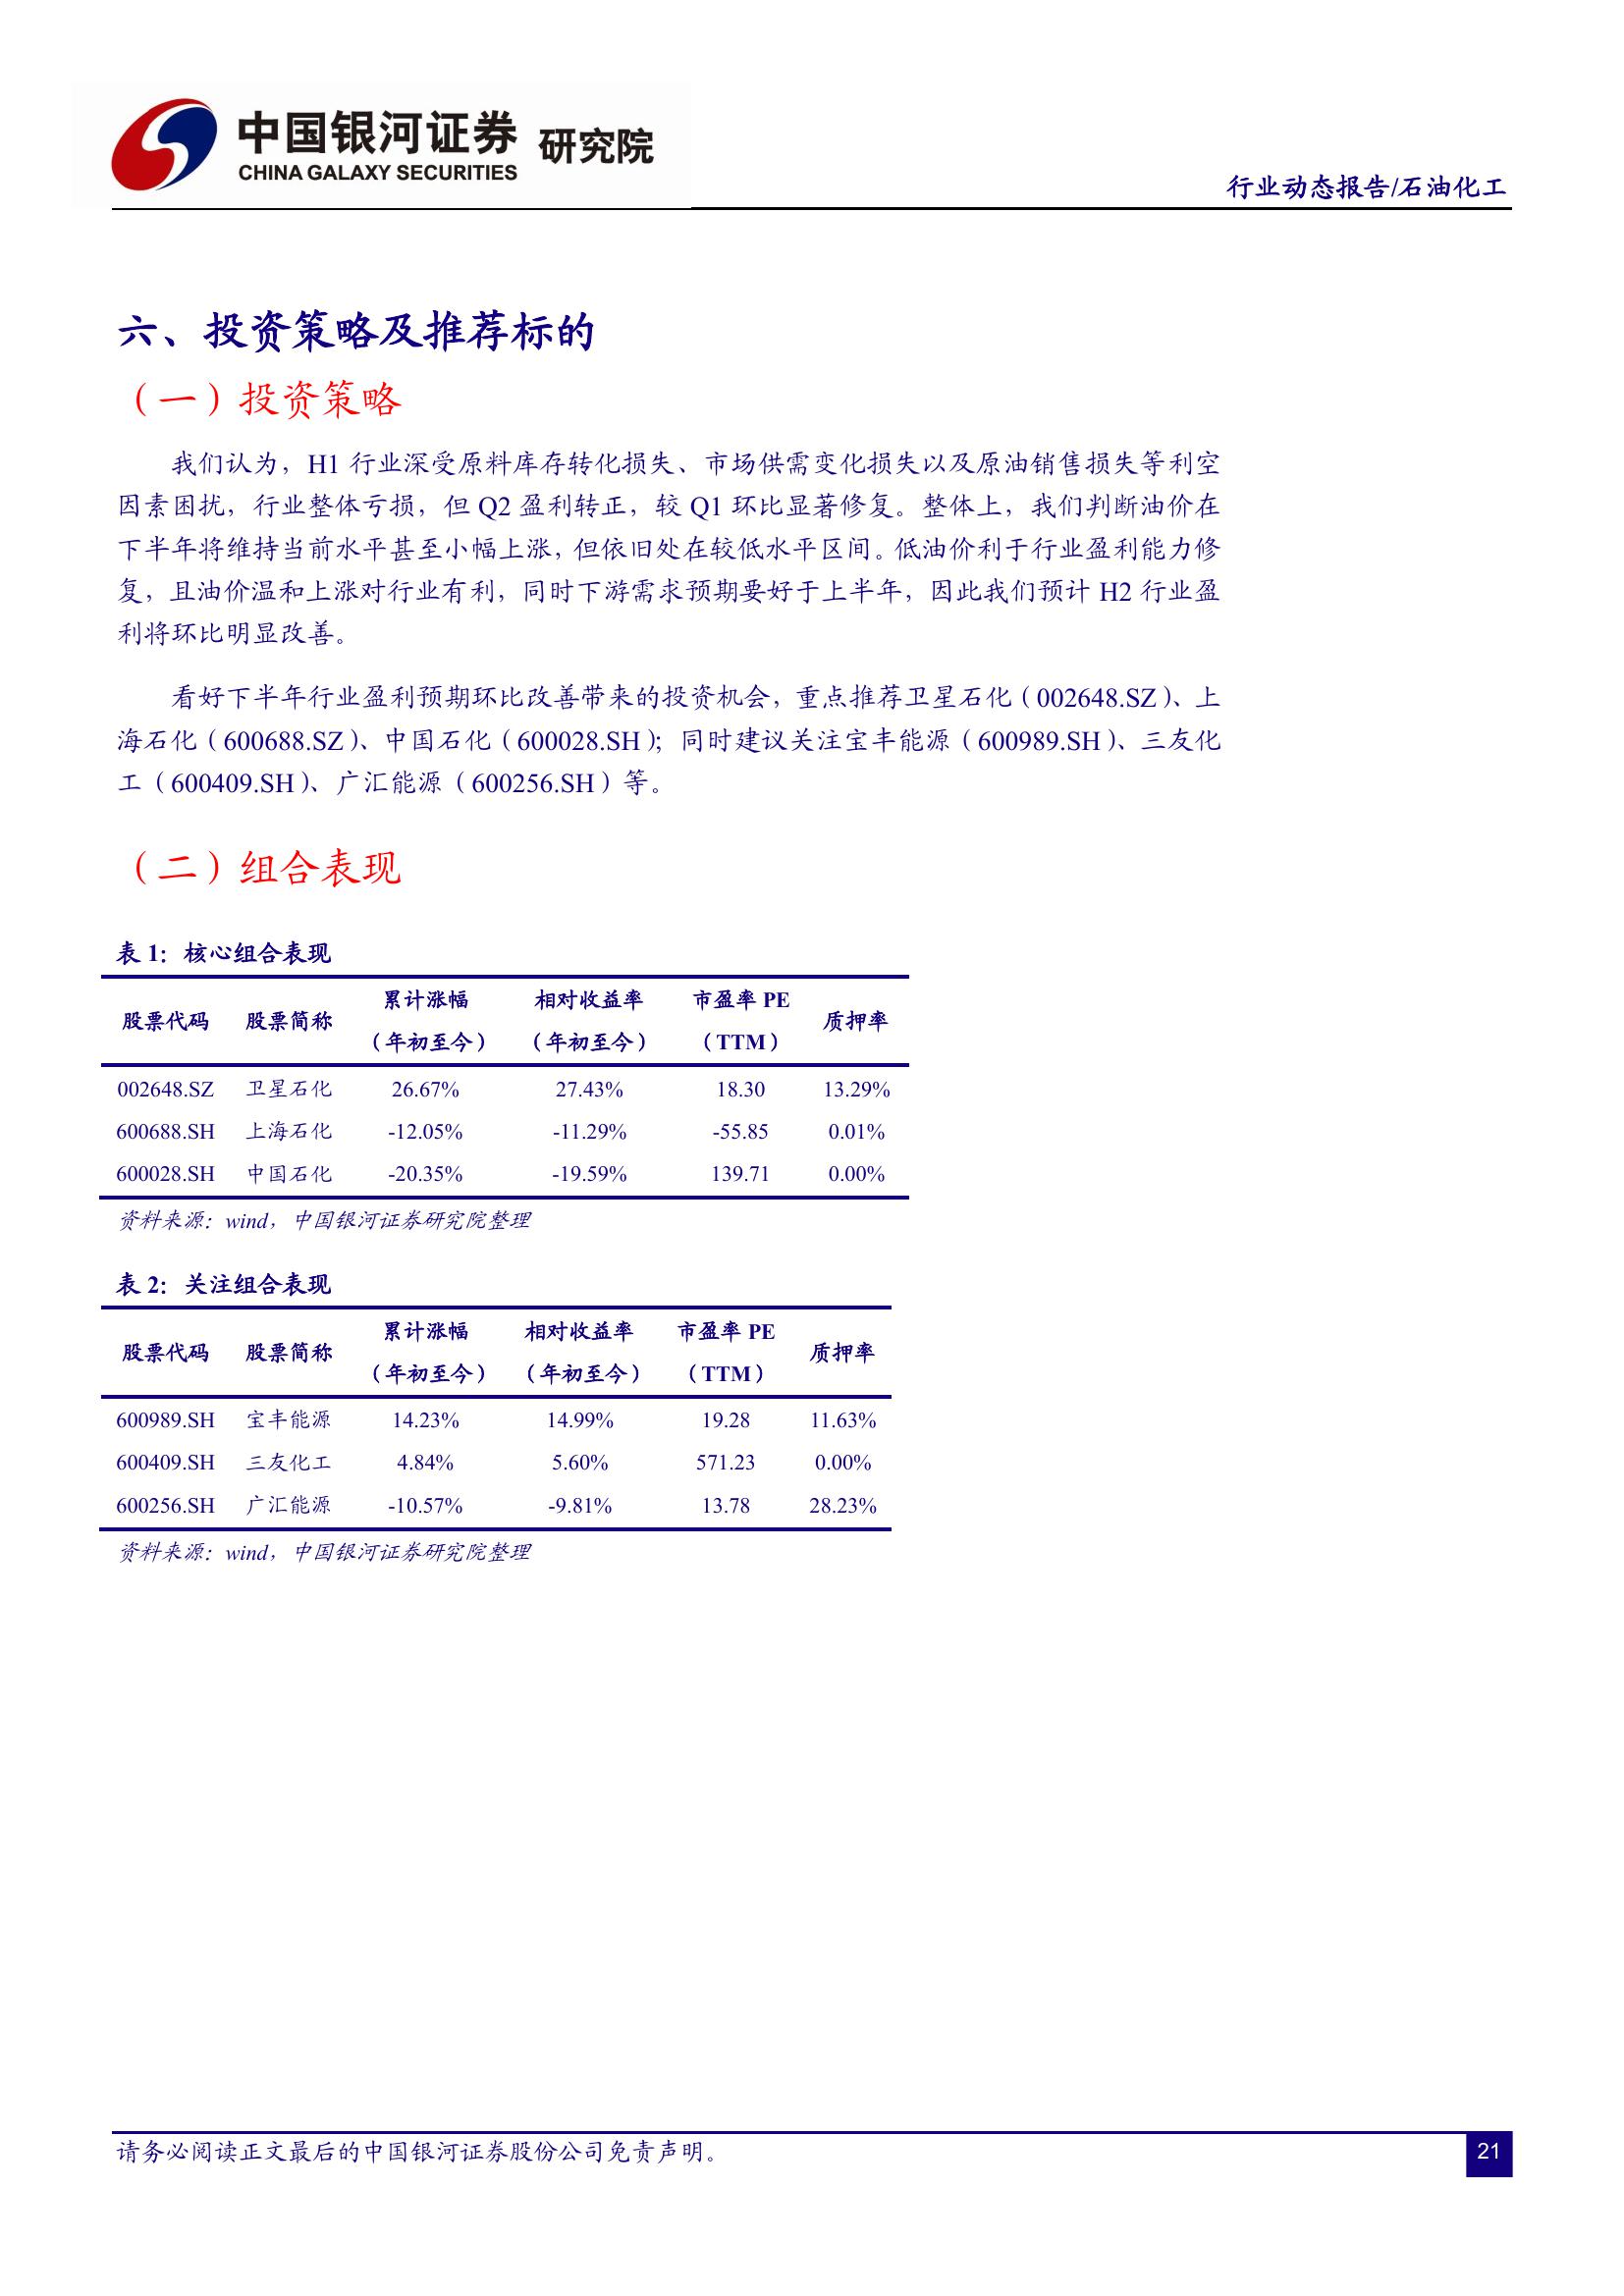 中国银河证券 研究院
CHINA GALAXY SECURITIES
行业动态报告/石油化工
六、投资策略及推荐标的
（一）投资策略
我们认为，H1 行业深受原料库存转化损失、市场供需变化损失以及原油销售损失等利空
因素困扰，行业整体亏损，但 Q2 盈利转正，较 Q1 环比显著修复。整体上，我们判断油价在
下半年将维持当前水平甚至小幅上涨，但依旧处在较低水平区间。低油价利于行业盈利能力修
复，且油价温和上涨对行业有利，同时下游需求预期要好于上半年，因此我们预计 H2 行业盈
利将环比明显改善。
看好下半年行业盈利预期环比改善带来的投资机会，重点推荐卫星石化（002648.SZ）、上
海石化（600688.SZ）、中国石化（600028.SH）；同时建议关注宝丰能源（600989.SH）、三友化
工（600409.SH）、广汇能源（600256.SH）等。
（二）组合表现
表 1：核心组合表现
股票代码 股票简称 累计涨幅（年初至今） 相对收益率（年初至今） 市盈率 PE（TTM） 质押率
002648.SZ 卫星石化 26.67% 27.43% 18.30 13.29%
600688.SH 上海石化 -12.05% -11.29% -55.85 0.01%
600028.SH 中国石化 -20.35% -19.59% 139.71 0.00%
资料来源：wind，中国银河证券研究院整理
表 2：关注组合表现
股票代码 股票简称 累计涨幅（年初至今） 相对收益率（年初至今） 市盈率 PE（TTM） 质押率
600989.SH 宝丰能源 14.23% 14.99% 19.28 11.63%
600409.SH 三友化工 4.84% 5.60% 571.23 0.00%
600256.SH 广汇能源 -10.57% -9.81% 13.78 28.23%
资料来源：wind，中国银河证券研究院整理
请务必阅读正文最后的中国银河证券股份公司免责声明。
21